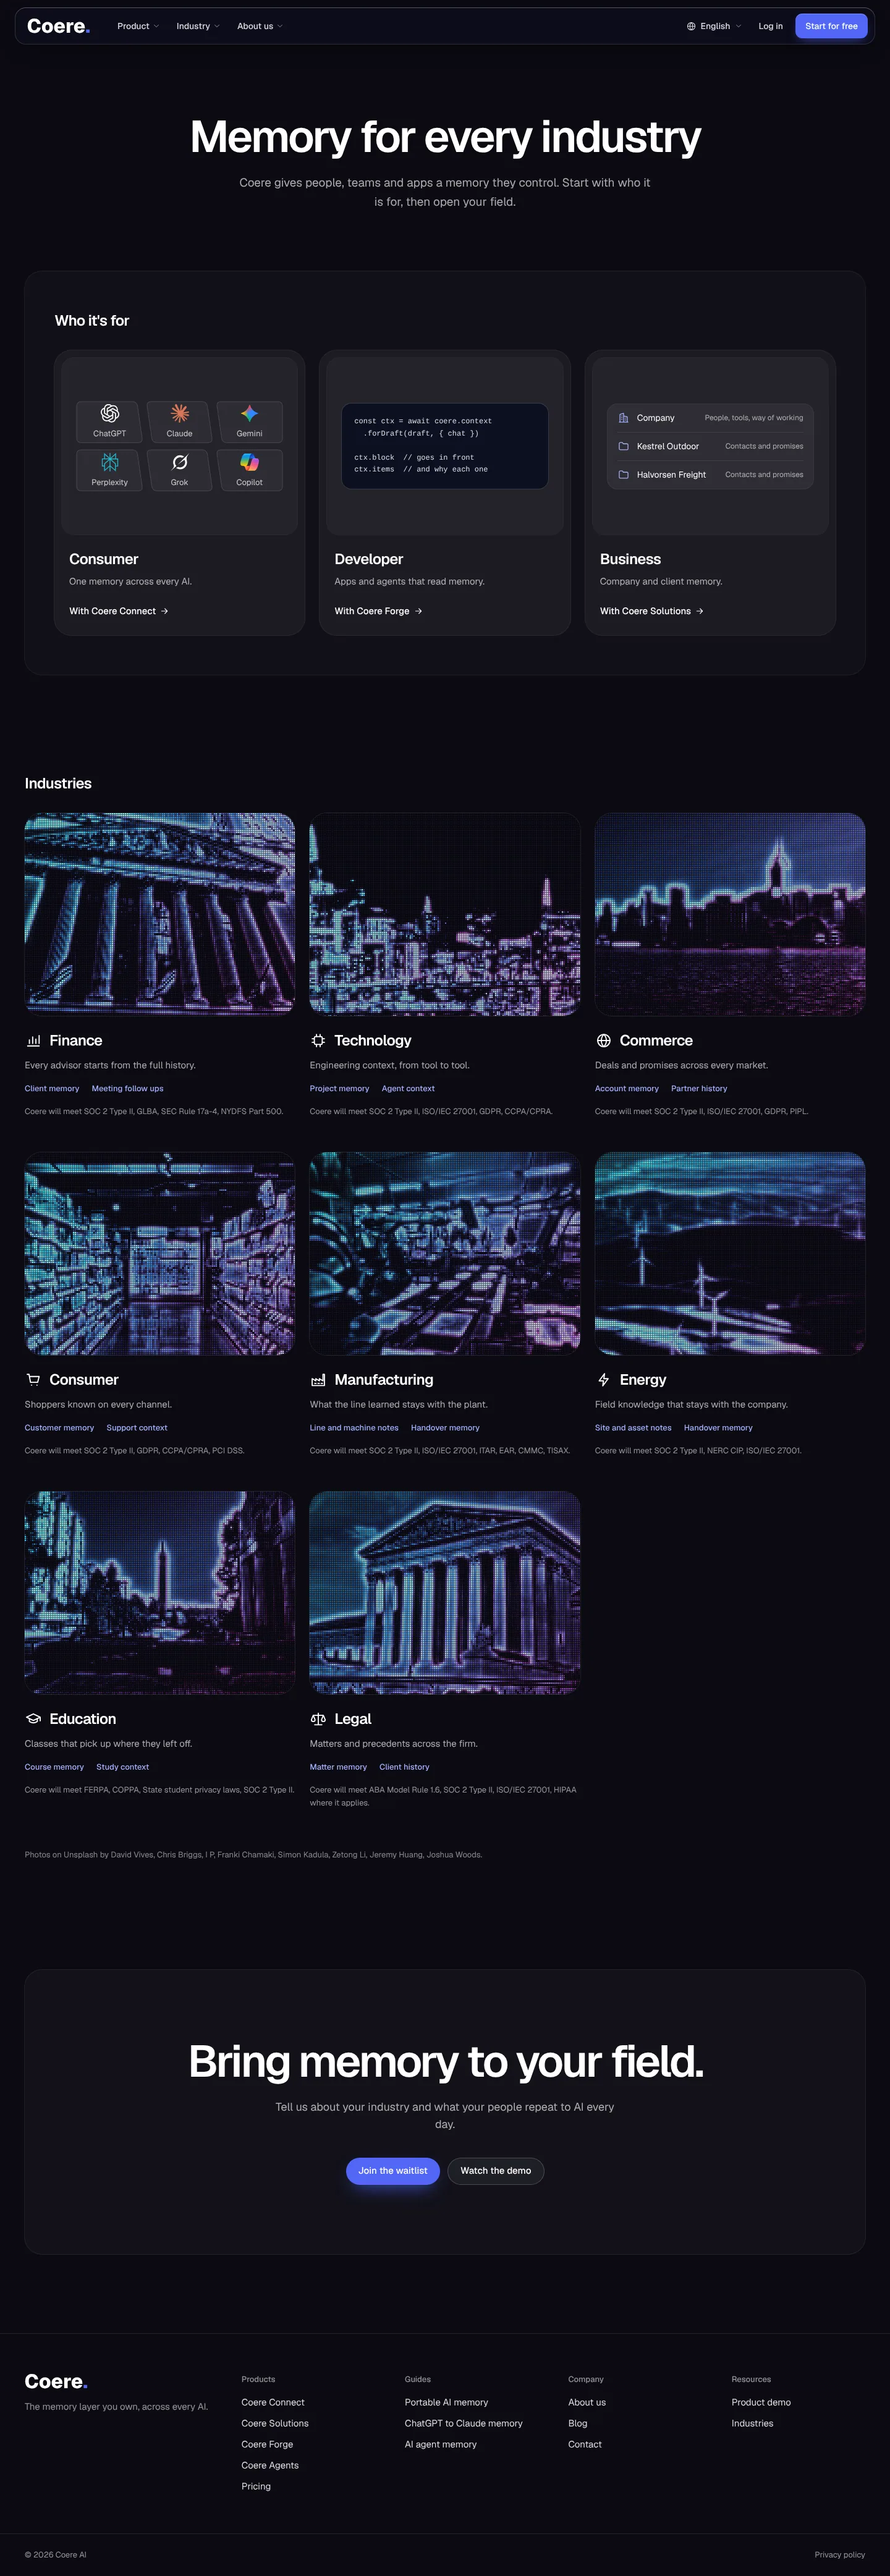 Coere.
Product
Industry
About us
English
Log in
Start for free
Memory for every industry
Coere gives people, teams and apps a memory they control. Start with who it
is for, then open your field.
Who it's for
ChatGPT
Claude
Gemini
Perplexity
Grok
Copilot
Consumer
One memory across every AI.
With Coere Connect →
const ctx = await coere.context
.forDraft(draft, { chat })
ctx.block // goes in front
ctx.items // and why each one
Developer
Apps and agents that read memory.
With Coere Forge →
Company People, tools, way of working
Kestrel Outdoor Contacts and promises
Halvorsen Freight Contacts and promises
Business
Company and client memory.
With Coere Solutions →
Industries
Finance
Every advisor starts from the full history.
Client memory Meeting follow ups
Coere will meet SOC 2 Type II, GLBA, SEC Rule 17a-4, NYDFS Part 500.
Technology
Engineering context, from tool to tool.
Project memory Agent context
Coere will meet SOC 2 Type II, ISO/IEC 27001, GDPR, CCPA/CPRA.
Commerce
Deals and promises across every market.
Account memory Partner history
Coere will meet SOC 2 Type II, ISO/IEC 27001, GDPR, PIPL.
Consumer
Shoppers known on every channel.
Customer memory Support context
Coere will meet SOC 2 Type II, GDPR, CCPA/CPRA, PCI DSS.
Manufacturing
What the line learned stays with the plant.
Line and machine notes Handover memory
Coere will meet SOC 2 Type II, ISO/IEC 27001, ITAR, EAR, CMMC, TISAX.
Energy
Field knowledge that stays with the company.
Site and asset notes Handover memory
Coere will meet SOC 2 Type II, NERC CIP, ISO/IEC 27001.
Education
Classes that pick up where they left off.
Course memory Study context
Coere will meet FERPA, COPPA, State student privacy laws, SOC 2 Type II.
Legal
Matters and precedents across the firm.
Matter memory Client history
Coere will meet ABA Model Rule 1.6, SOC 2 Type II, ISO/IEC 27001, HIPAA
where it applies.
Photos on Unsplash by David Vives, Chris Briggs, I P, Franki Chamaki, Simon Kadula, Zetong Li, Jeremy Huang, Joshua Woods.
Bring memory to your field.
Tell us about your industry and what your people repeat to AI every
day.
Join the waitlist
Watch the demo
Coere.
The memory layer you own, across every AI.
Products
Coere Connect
Coere Solutions
Coere Forge
Coere Agents
Pricing
Guides
Portable AI memory
ChatGPT to Claude memory
AI agent memory
Company
About us
Blog
Contact
Resources
Product demo
Industries
© 2026 Coere AI
Privacy policy